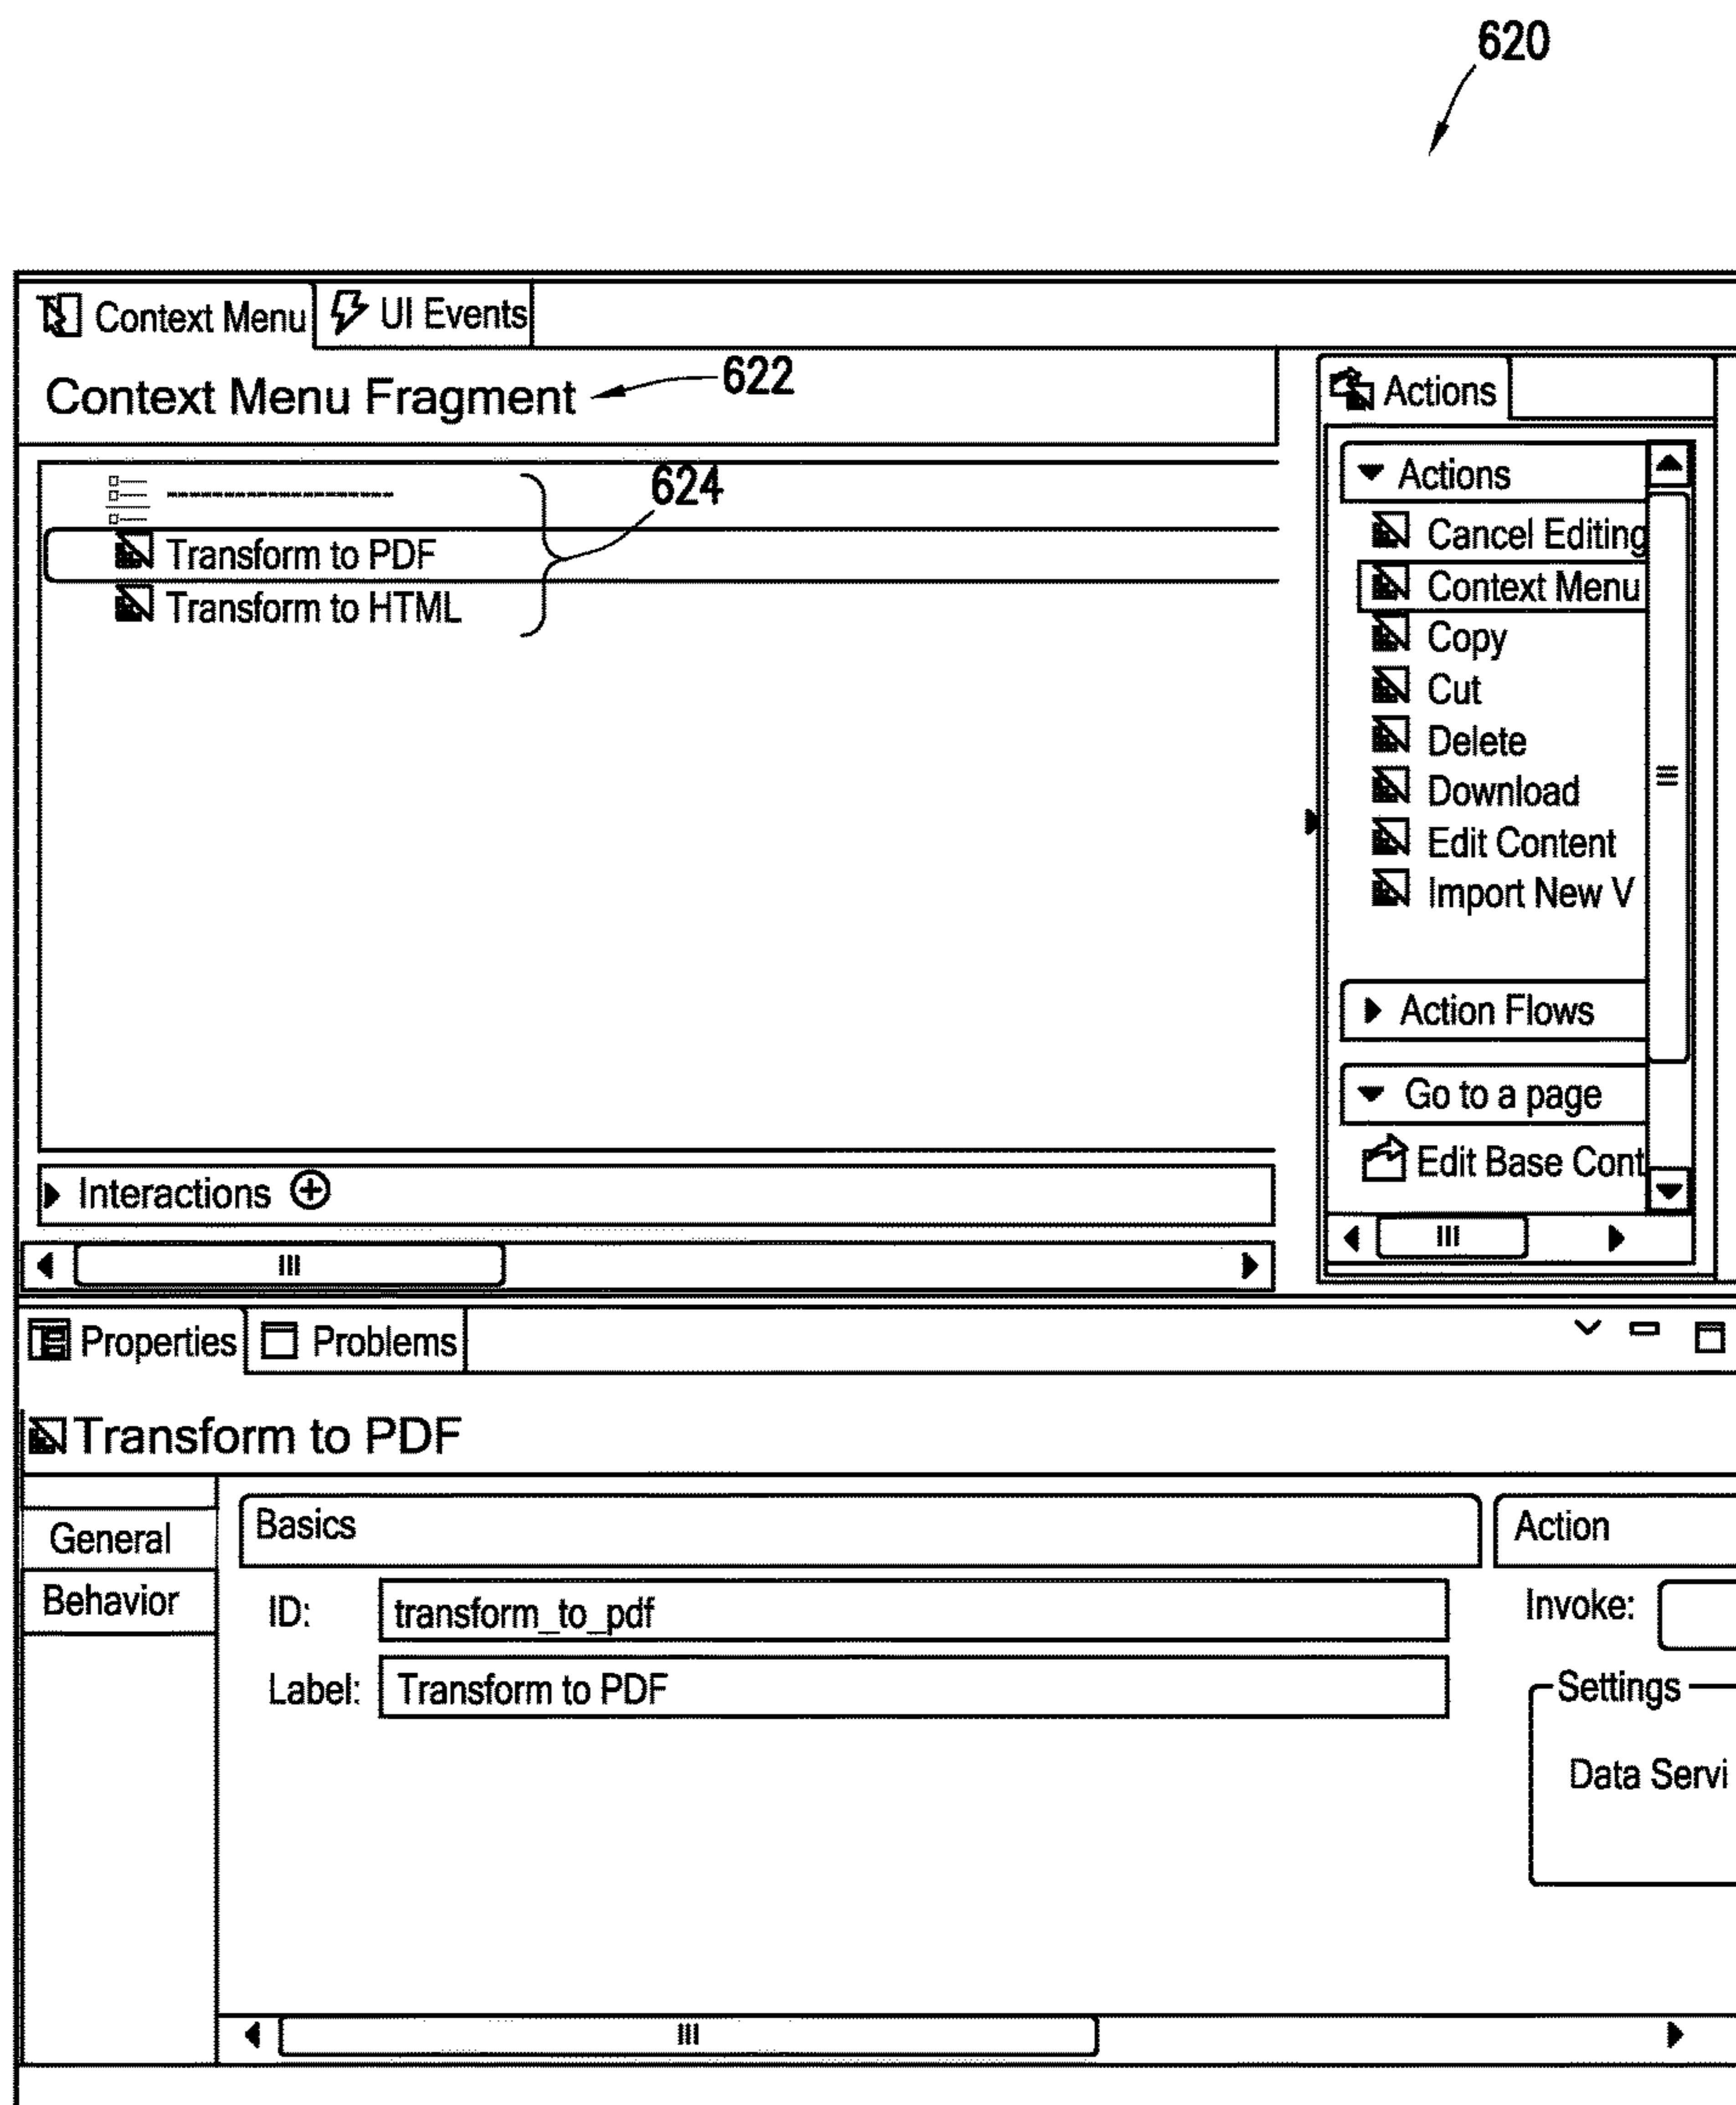 620
Context Menu UI Events
Context Menu Fragment 622
624
Transform to PDF
Transform to HTML
Actions
Actions
Cancel Editing
Context Menu
Copy
Cut
Delete
Download
Edit Content
Import New V
Action Flows
Go to a page
Edit Base Cont
Interactions
Properties Problems
Transform to PDF
General
Behavior
Basics
ID: transform_to_pdf
Label: Transform to PDF
Action
Invoke:
Settings
Data Servi